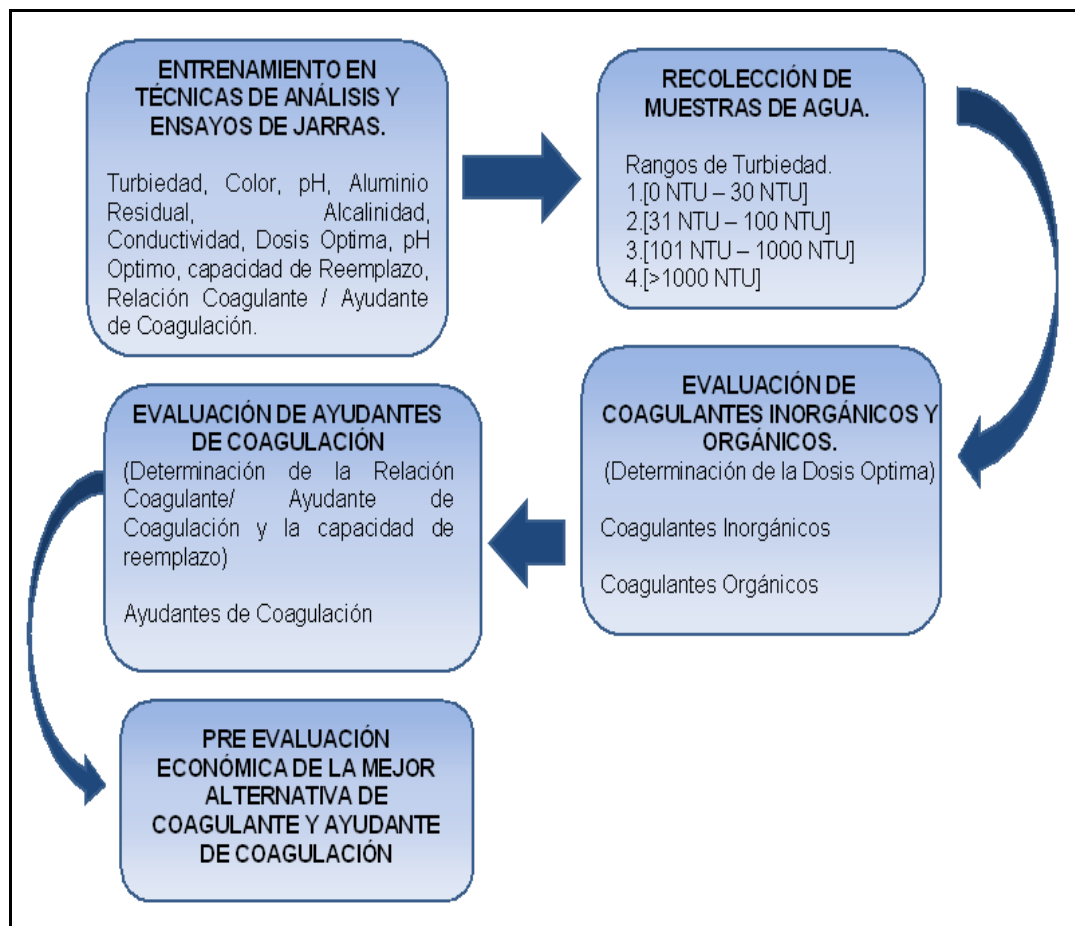 ENTRENAMIENTO EN
TÉCNICAS DE ANÁLISIS Y
ENSAYOS DE JARRAS.
Turbiedad, Color, pH, Aluminio
Residual, Alcalinidad,
Conductividad, Dosis Optima, pH
Optimo, capacidad de Reemplazo,
Relación Coagulante / Ayudante
de Coagulación.
RECOLECCIÓN DE
MUESTRAS DE AGUA.
Rangos de Turbiedad.
1.[0 NTU – 30 NTU]
2.[31 NTU – 100 NTU]
3.[101 NTU – 1000 NTU]
4.[>1000 NTU]
EVALUACIÓN DE
COAGULANTES INORGÁNICOS Y
ORGÁNICOS.
(Determinación de la Dosis Optima)
Coagulantes Inorgánicos
Coagulantes Orgánicos
EVALUACIÓN DE AYUDANTES
DE COAGULACIÓN
(Determinación de la Relación
Coagulante/ Ayudante de
Coagulación y la capacidad de
reemplazo)
Ayudantes de Coagulación
PRE EVALUACIÓN
ECONÓMICA DE LA MEJOR
ALTERNATIVA DE
COAGULANTE Y AYUDANTE
DE COAGULACIÓN